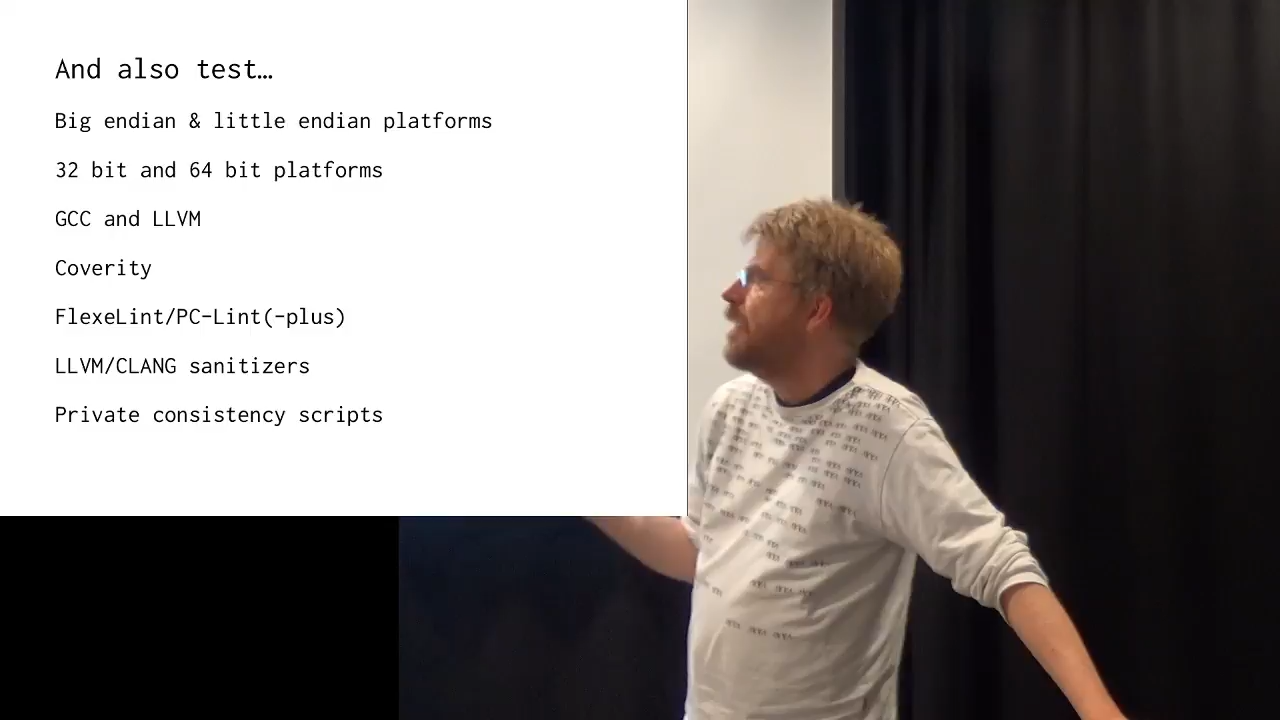 And also test…
Big endian & little endian platforms
32 bit and 64 bit platforms
GCC and LLVM
Coverity
FlexeLint/PC-Lint(-plus)
LLVM/CLANG sanitizers
Private consistency scripts